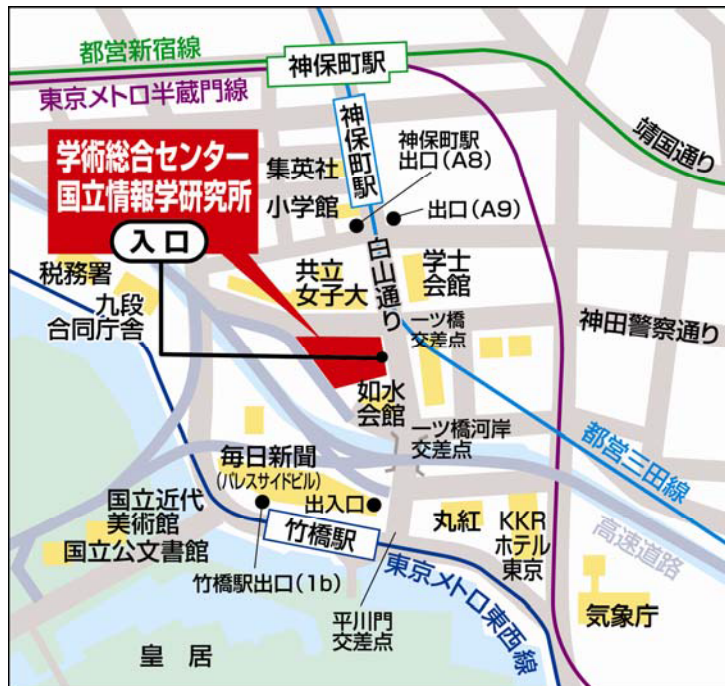 都営新宿線
神保町駅
東京メトロ半蔵門線
靖国通り
学術総合センター
国立情報学研究所
入口
集英社
小学館
神保町駅
神保町駅
出口(A8)
出口(A9)
白山通り
税務署
九段
合同庁舎
共立
女子大
学士
会館
一ツ橋
交差点
神田警察通り
如水
会館
一ツ橋河岸
交差点
都営三田線
毎日新聞
(パレスサイドビル)
出入口
国立近代
美術館
国立公文書館
竹橋駅
丸紅
KKR
ホテル
東京
高速道路
竹橋駅出口(1b)
平川門
交差点
東京メトロ東西線
気象庁
皇居